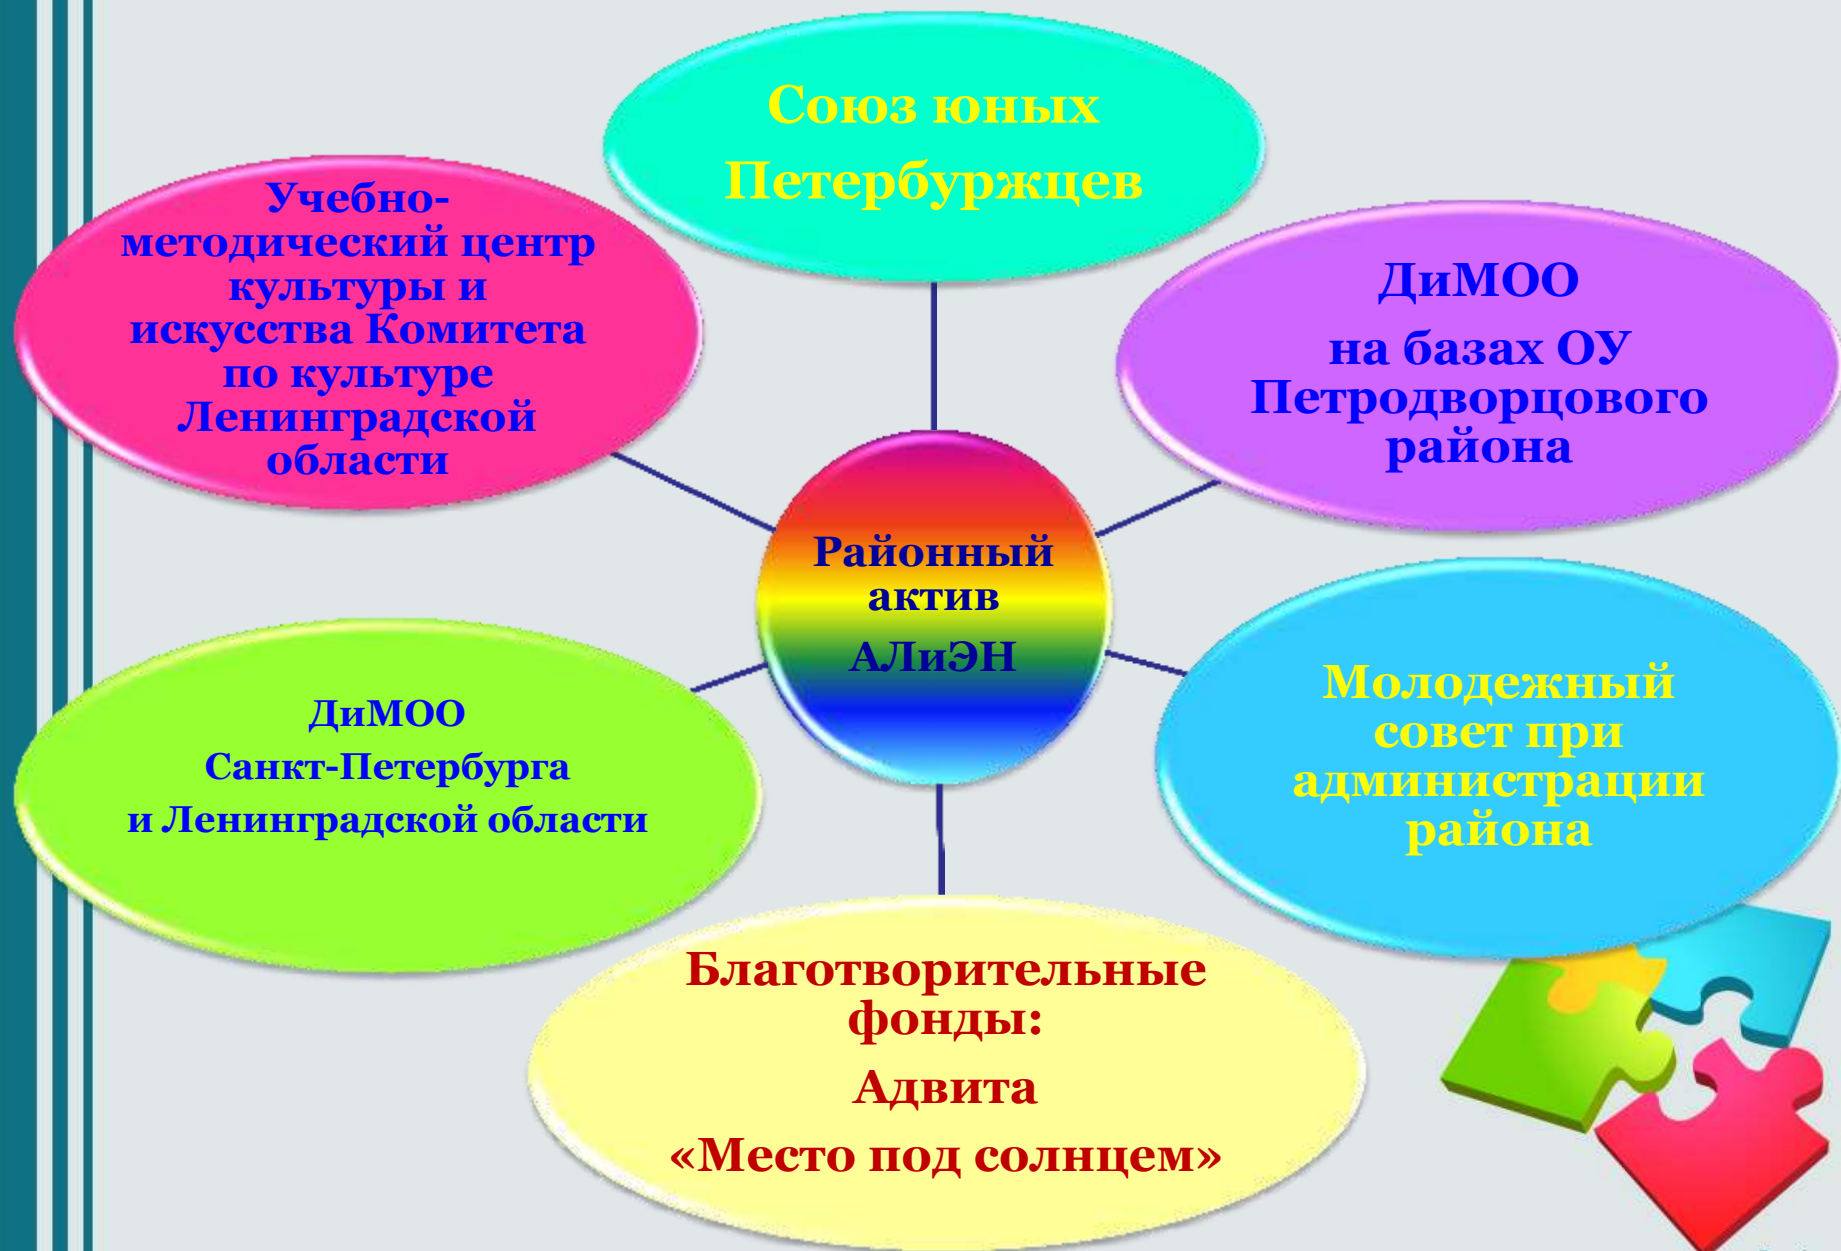 Союз юных
Петербуржцев
Учебно-
методический центр
культуры и
искусства Комитета
по культуре
Ленинградской
области
ДиМОО
на базах ОУ
Петродворцового
района
Районный
актив
АЛиЭН
ДиМОО
Санкт-Петербурга
и Ленинградской области
Молодежный
совет при
администрации
района
Благотворительные
фонды:
Адвита
«Место под солнцем»